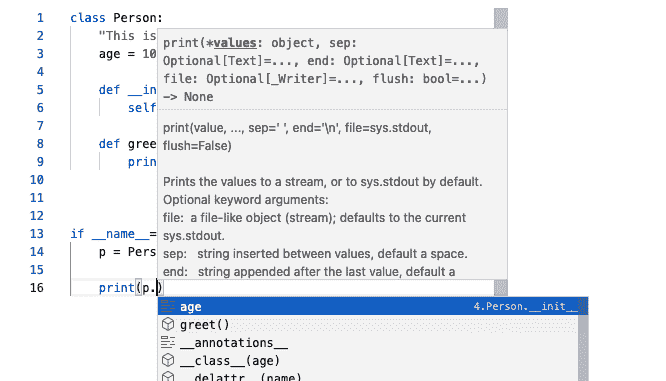 1 class Person:
2 "This is
3 age = 10
4
5 def __in
6 self
7
8 def gree
9 prin
10
11
12
13 if __name__=
14 p = Pers
15
16 print(p.)
print(*values: object, sep:
Optional[Text]=..., end: Optional[Text]=...,
file: Optional[_Writer]=..., flush: bool=...)
–> None
print(value, ..., sep=' ', end='\n', file=sys.stdout,
flush=False)
Prints the values to a stream, or to sys.stdout by default.
Optional keyword arguments:
file: a file-like object (stream); defaults to the current
sys.stdout.
sep: string inserted between values, default a space.
end: string appended after the last value, default a
age 4.Person.__init__
greet()
__annotations__
__class__(age)
__delattr__(name)